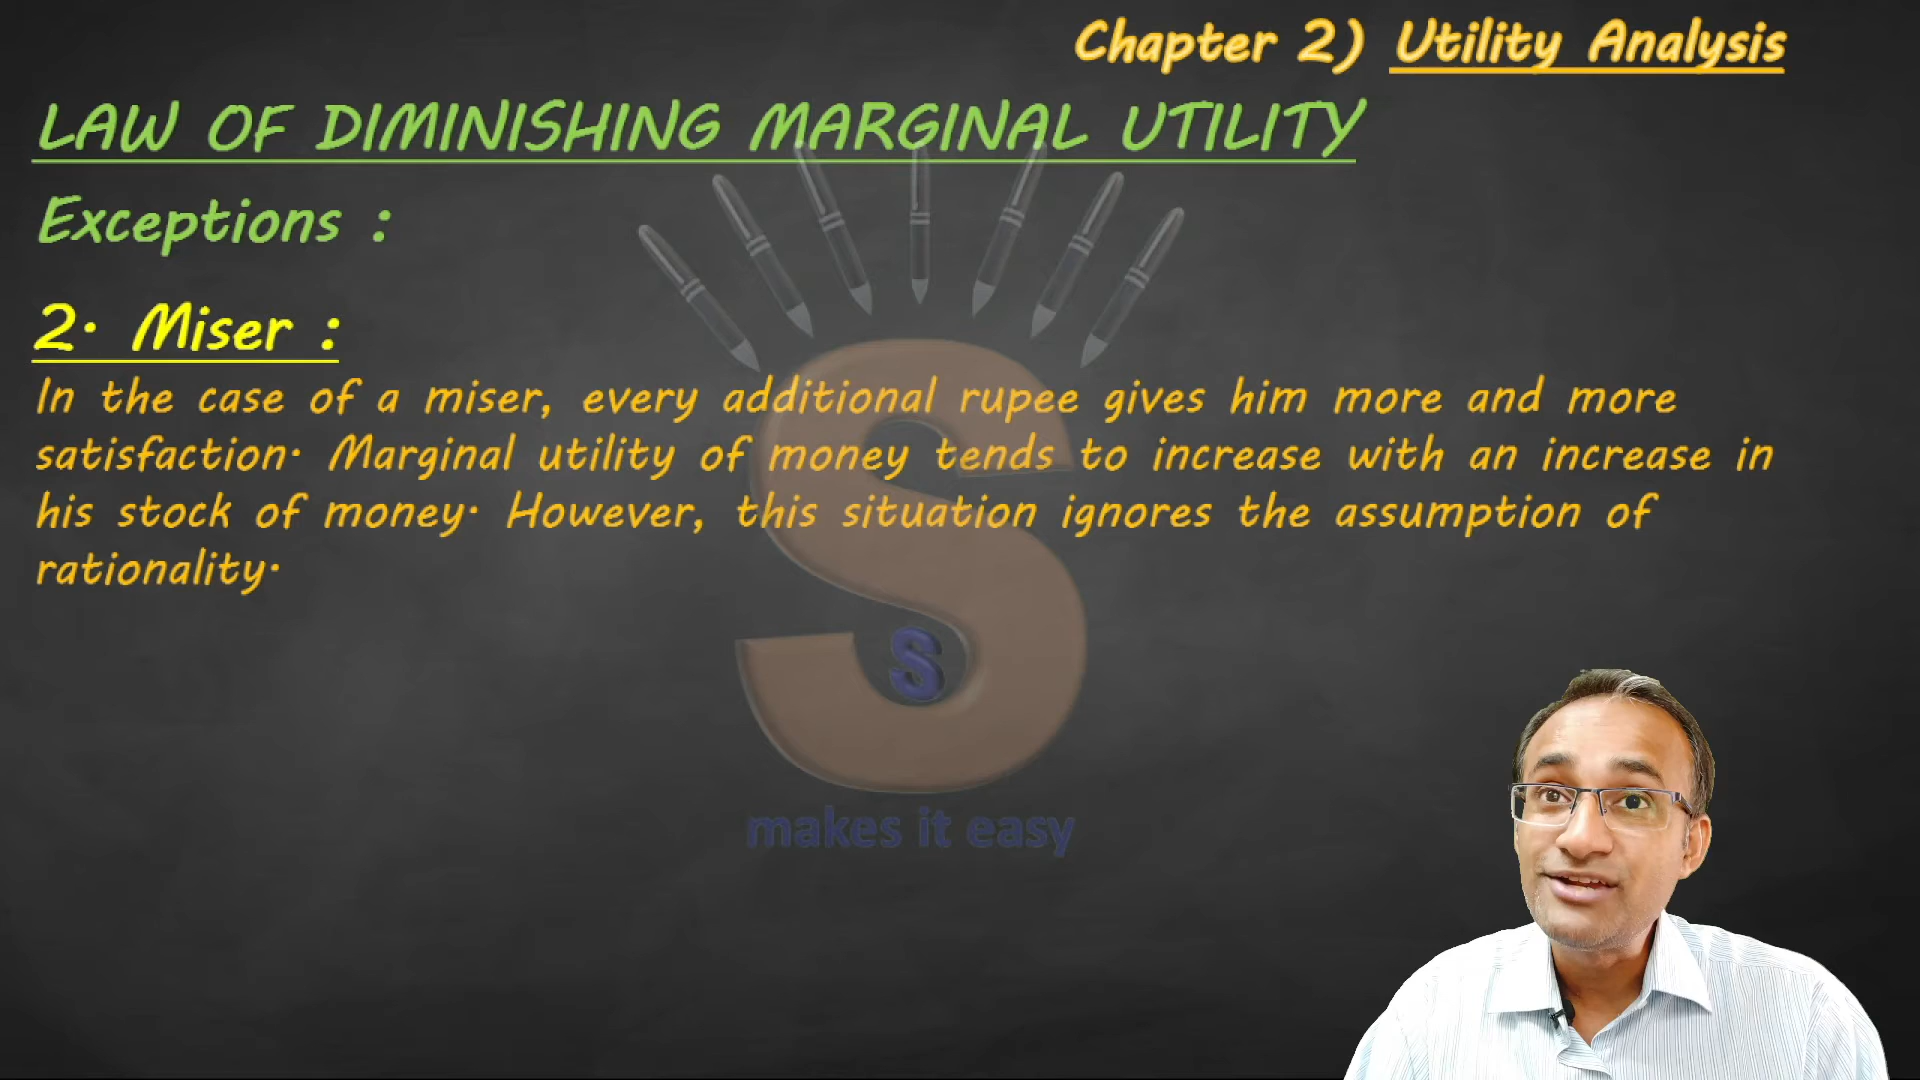 Chapter 2) Utility Analysis
LAW OF DIMINISHING MARGINAL UTILITY
Exceptions :
2. Miser :
In the case of a miser, every additional rupee gives him more and more
satisfaction. Marginal utility of money tends to increase with an increase in
his stock of money. However, this situation ignores the assumption of
rationality.
S
s
makes it easy